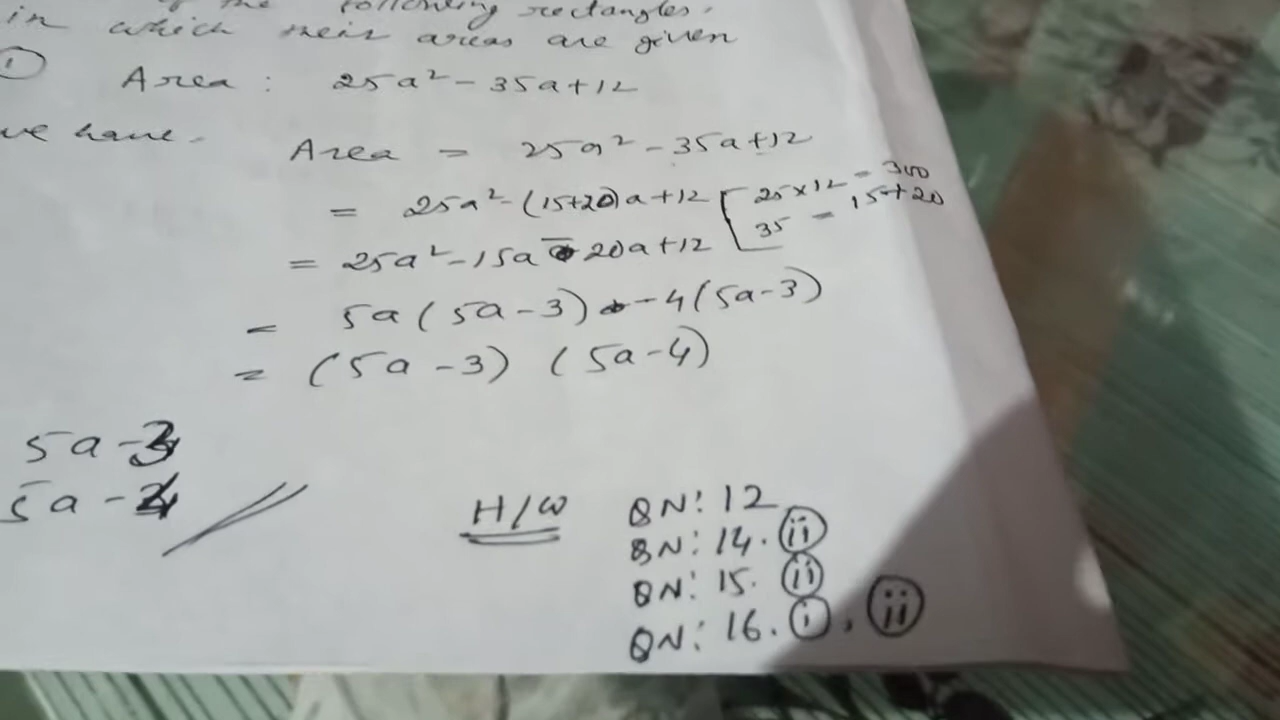 the following rectangles.
in which their areas are given
① Area : 25a² - 35a + 12
we have. Area = 25a² - 35a + 12
= 25a² - (15+20)a + 12 [ 25 × 12 = 300
35 = 15 + 20
= 25a² - 15a - 20a + 12
= 5a (5a - 3) - 4 (5a - 3)
= (5a - 3) (5a - 4)
5a - 3
5a - 4
H/W QN: 12
QN: 14. ⅱ
QN: 15. ⅱ
QN: 16. ⅰ, ⅱ